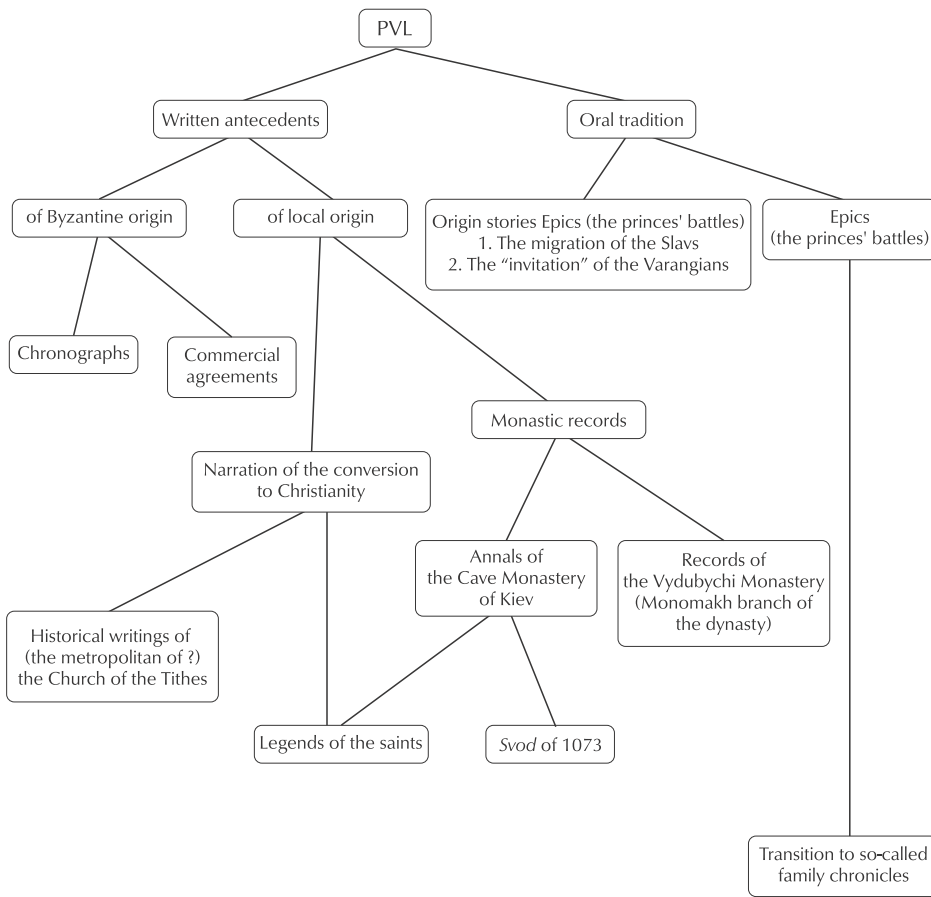 PVL
Written antecedents
Oral tradition
of Byzantine origin
of local origin
Origin stories Epics (the princes' battles)
1. The migration of the Slavs
2. The “invitation” of the Varangians
Epics
(the princes' battles)
Chronographs
Commercial
agreements
Monastic records
Narration of the conversion
to Christianity
Annals of
the Cave Monastery
of Kiev
Records of
the Vydubychi Monastery
(Monomakh branch of
the dynasty)
Historical writings of
(the metropolitan of ?)
the Church of the Tithes
Legends of the saints
Svod of 1073
Transition to so-called
family chronicles